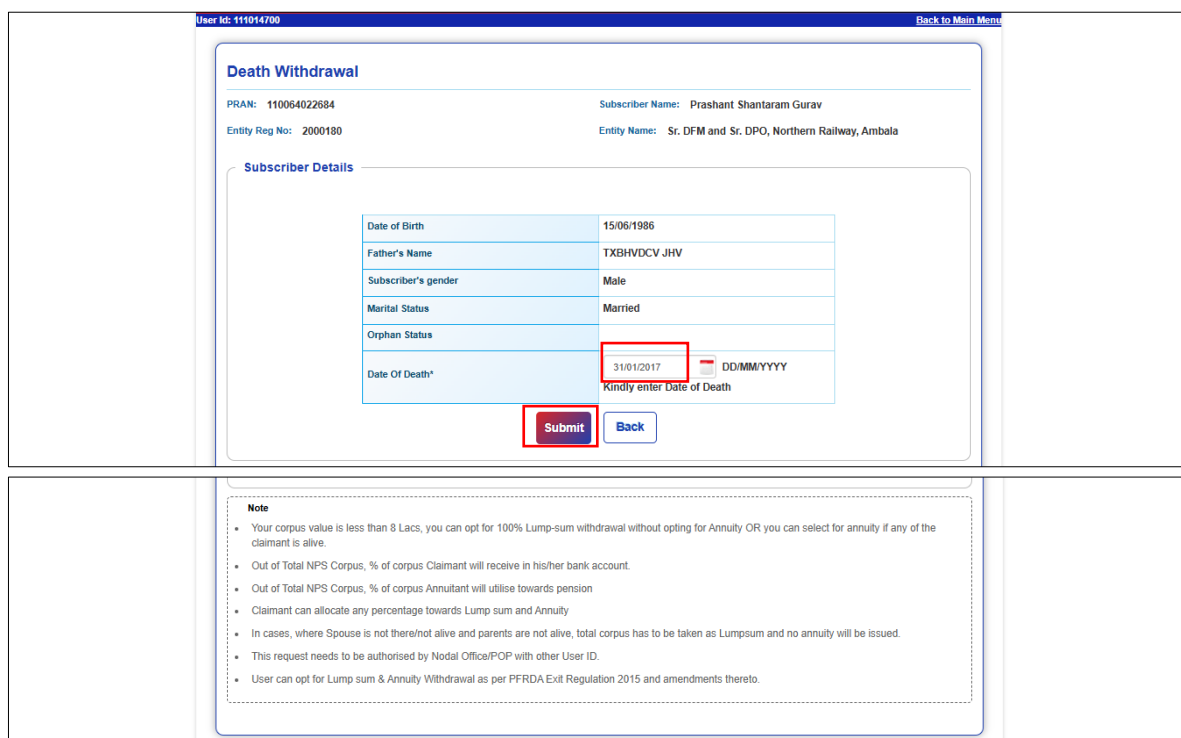 User Id: 111014700 Back to Main Menu
Death Withdrawal
PRAN: 110064022684 Subscriber Name: Prashant Shantaram Gurav
Entity Reg No: 2000180 Entity Name: Sr. DFM and Sr. DPO, Northern Railway, Ambala
Subscriber Details
Date of Birth 15/06/1986
Father's Name TXBHVDCV JHV
Subscriber's gender Male
Marital Status Married
Orphan Status
Date Of Death* 31/01/2017 DD/MM/YYYY
Kindly enter Date of Death
Submit Back
Note
Your corpus value is less than 8 Lacs, you can opt for 100% Lump-sum withdrawal without opting for Annuity OR you can select for annuity if any of the
claimant is alive.
Out of Total NPS Corpus, % of corpus Claimant will receive in his/her bank account.
Out of Total NPS Corpus, % of corpus Annuitant will utilise towards pension
Claimant can allocate any percentage towards Lump sum and Annuity
In cases, where Spouse is not there/not alive and parents are not alive, total corpus has to be taken as Lumpsum and no annuity will be issued.
This request needs to be authorised by Nodal Office/POP with other User ID.
User can opt for Lump sum & Annuity Withdrawal as per PFRDA Exit Regulation 2015 and amendments thereto.